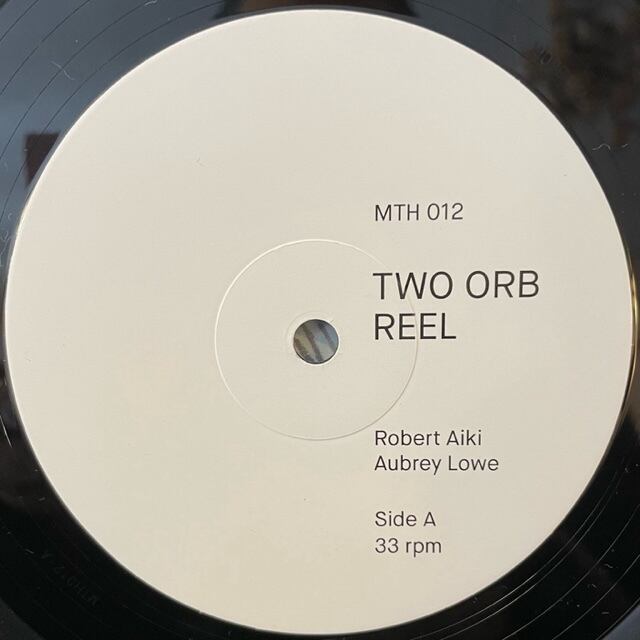 MTH 012
TWO ORB
REEL
Robert Aiki
Aubrey Lowe
Side A
33 rpm